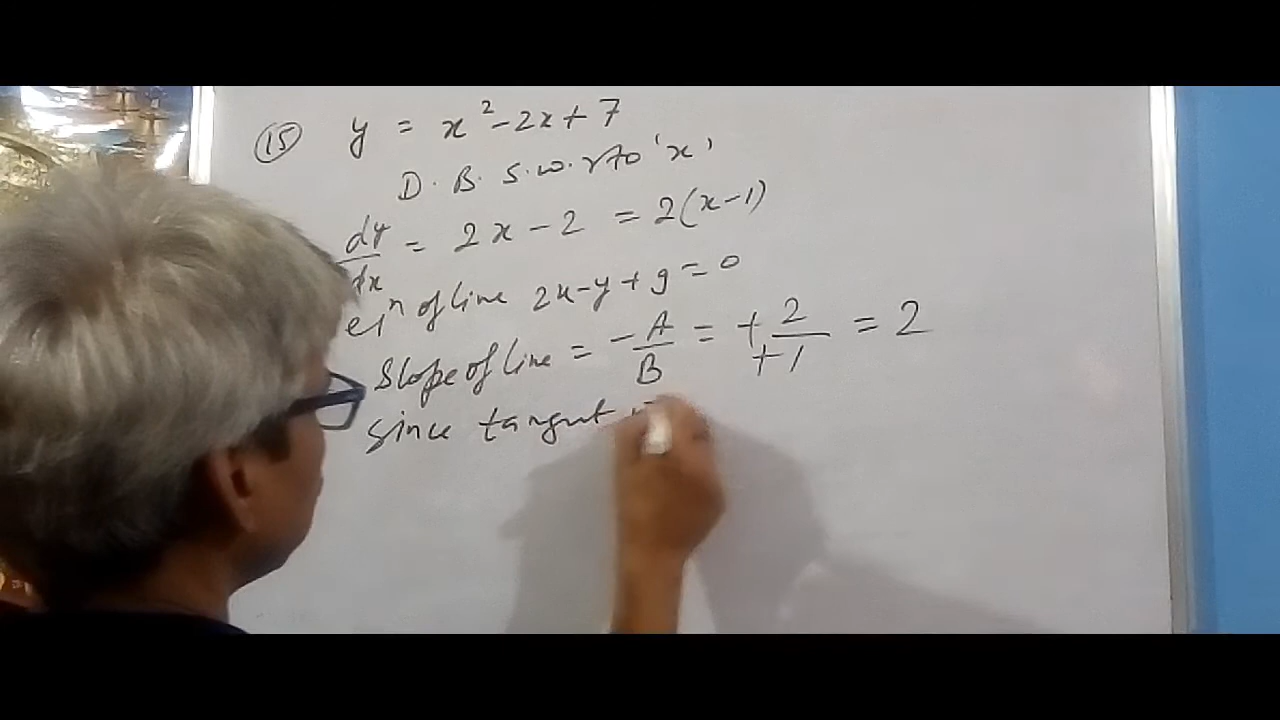 15 y = x² - 2x + 7
D. B. S. w. r to 'x'
dy/dx = 2x - 2 = 2(x-1)
eqⁿ of line 2x - y + 9 = 0
Slope of line = -A/B = +2/+1 = 2
since tangent